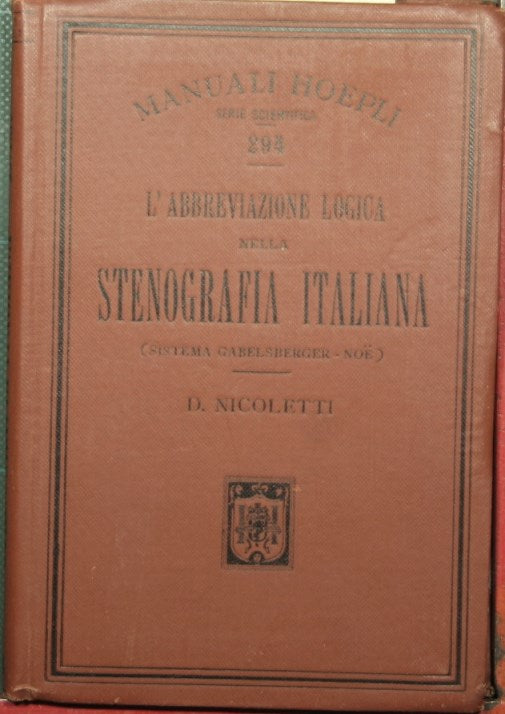 MANUALI HOEPLI
SERIE SCIENTIFICA
294
L'ABBREVIAZIONE LOGICA
NELLA
STENOGRAFIA ITALIANA
(SISTEMA GABELSBERGER - NOË)
D. NICOLETTI